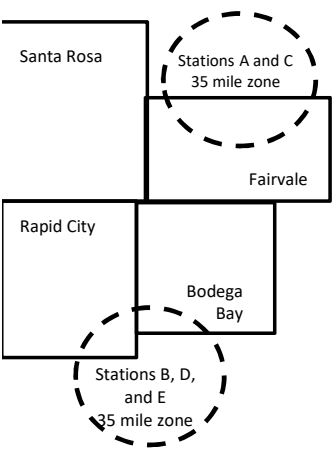 Santa Rosa
Stations A and C
35 mile zone
Fairvale
Rapid City
Bodega
Bay
Stations B, D,
and E
35 mile zone